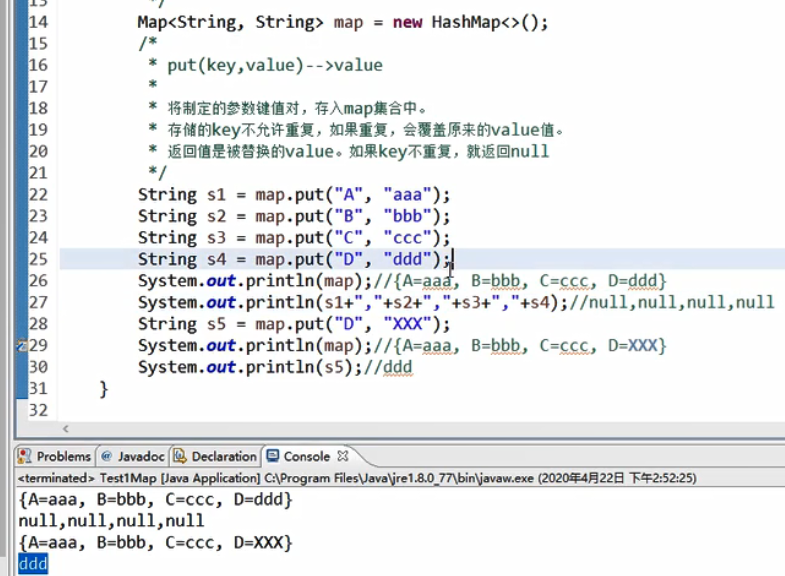 13 */
14 Map<String, String> map = new HashMap<>();
15 /*
16 * put(key,value)-->value
17 *
18 * 将制定的参数键值对，存入map集合中。
19 * 存储的key不允许重复，如果重复，会覆盖原来的value值。
20 * 返回值是被替换的value。如果key不重复，就返回null
21 */
22 String s1 = map.put("A", "aaa");
23 String s2 = map.put("B", "bbb");
24 String s3 = map.put("C", "ccc");
25 String s4 = map.put("D", "ddd");
26 System.out.println(map);//{A=aaa, B=bbb, C=ccc, D=ddd}
27 System.out.println(s1+","+s2+","+s3+","+s4);//null,null,null,null
28 String s5 = map.put("D", "XXX");
29 System.out.println(map);//{A=aaa, B=bbb, C=ccc, D=XXX}
30 System.out.println(s5);//ddd
31 }
32
Problems @ Javadoc Declaration Console
<terminated> Test1Map [Java Application] C:\Program Files\Java\jre1.8.0_77\bin\javaw.exe (2020年4月22日 下午2:52:25)
{A=aaa, B=bbb, C=ccc, D=ddd}
null,null,null,null
{A=aaa, B=bbb, C=ccc, D=XXX}
ddd